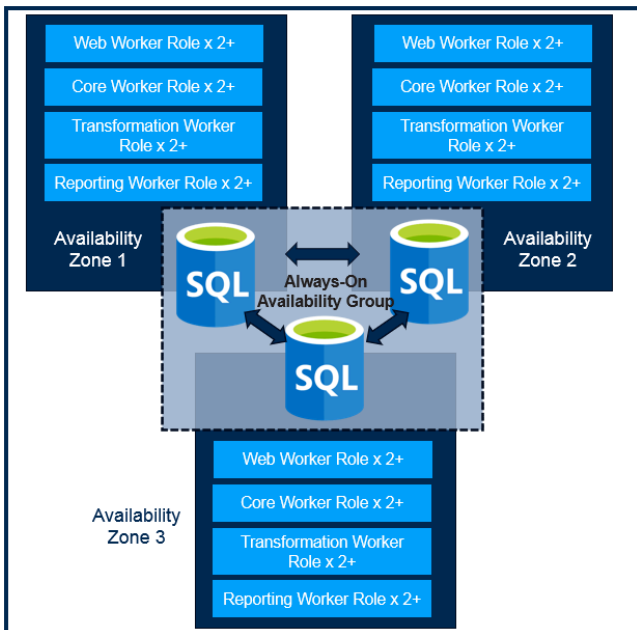 Web Worker Role x 2+
Core Worker Role x 2+
Transformation Worker
Role x 2+
Reporting Worker Role x 2+
Availability
Zone 1
Web Worker Role x 2+
Core Worker Role x 2+
Transformation Worker
Role x 2+
Reporting Worker Role x 2+
Availability
Zone 2
SQL
Always-On
Availability Group
SQL
SQL
Availability
Zone 3
Web Worker Role x 2+
Core Worker Role x 2+
Transformation Worker
Role x 2+
Reporting Worker Role x 2+